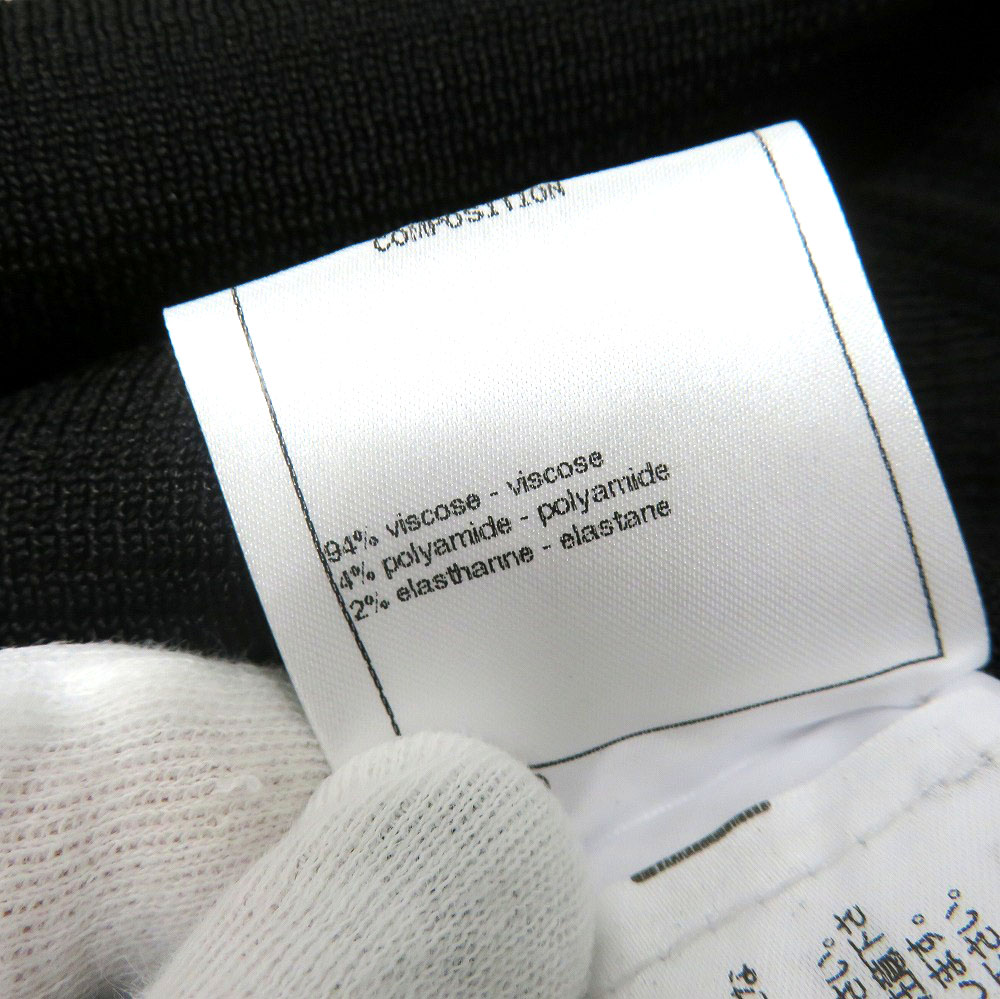 COMPOSITION
94% viscose - viscose
4% polyamide - polyamide
2% elasthanne - elastane